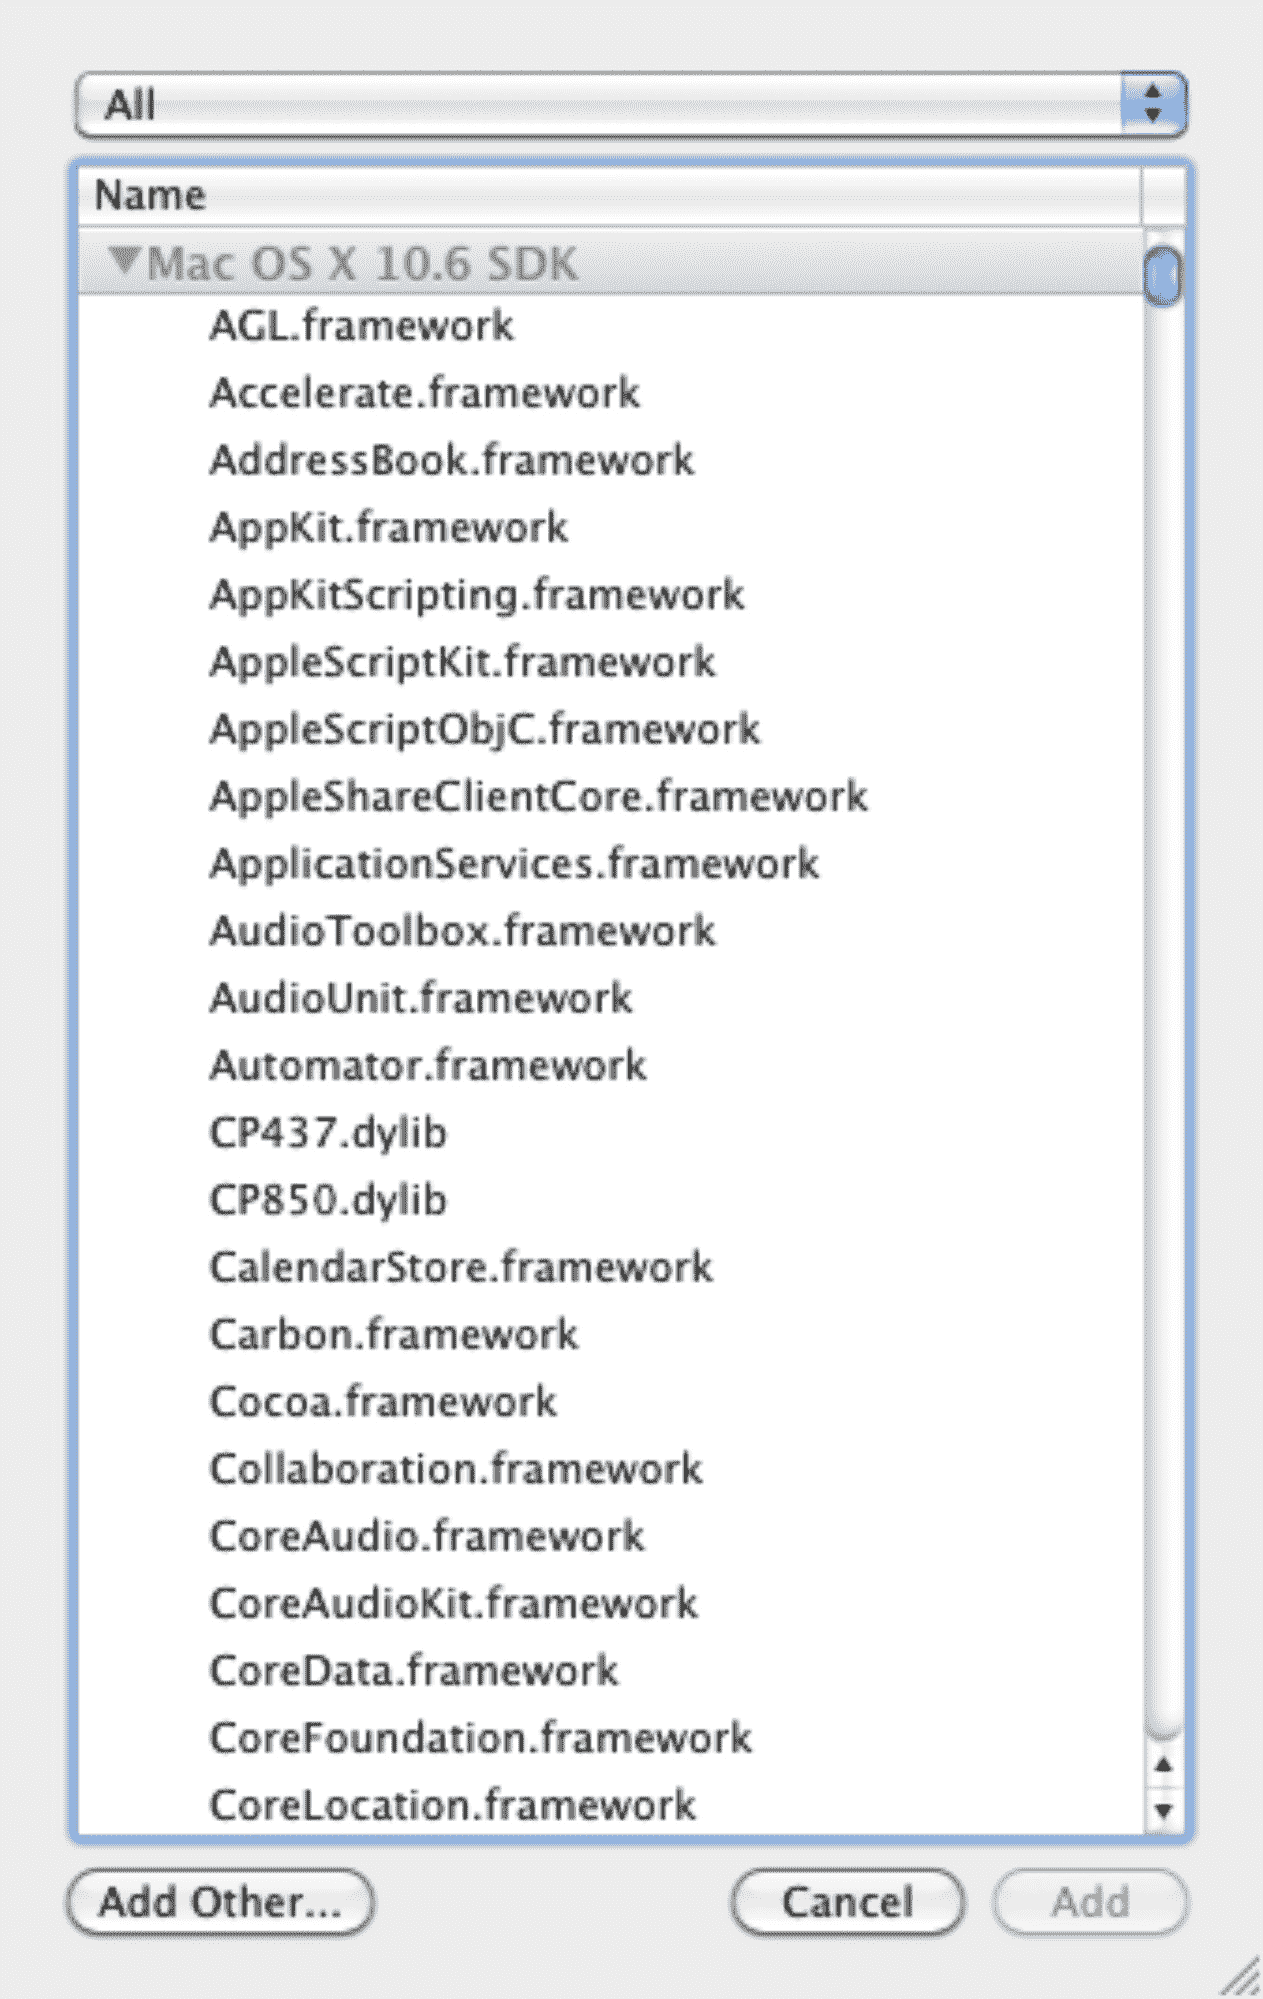 All
Name
Mac OS X 10.6 SDK
AGL.framework
Accelerate.framework
AddressBook.framework
AppKit.framework
AppKitScripting.framework
AppleScriptKit.framework
AppleScriptObjC.framework
AppleShareClientCore.framework
ApplicationServices.framework
AudioToolbox.framework
AudioUnit.framework
Automator.framework
CP437.dylib
CP850.dylib
CalendarStore.framework
Carbon.framework
Cocoa.framework
Collaboration.framework
CoreAudio.framework
CoreAudioKit.framework
CoreData.framework
CoreFoundation.framework
CoreLocation.framework
Add Other... Cancel Add